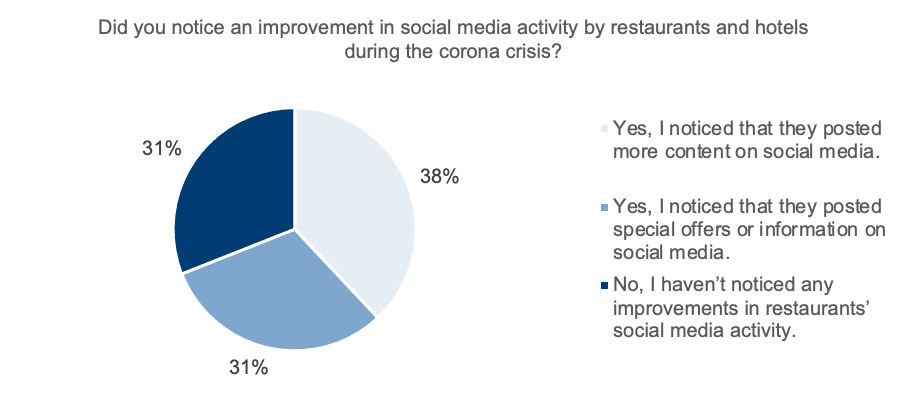 Did you notice an improvement in social media activity by restaurants and hotels
during the corona crisis?
31%
38%
31%
Yes, I noticed that they posted
more content on social media.
Yes, I noticed that they posted
special offers or information on
social media.
No, I haven’t noticed any
improvements in restaurants’
social media activity.